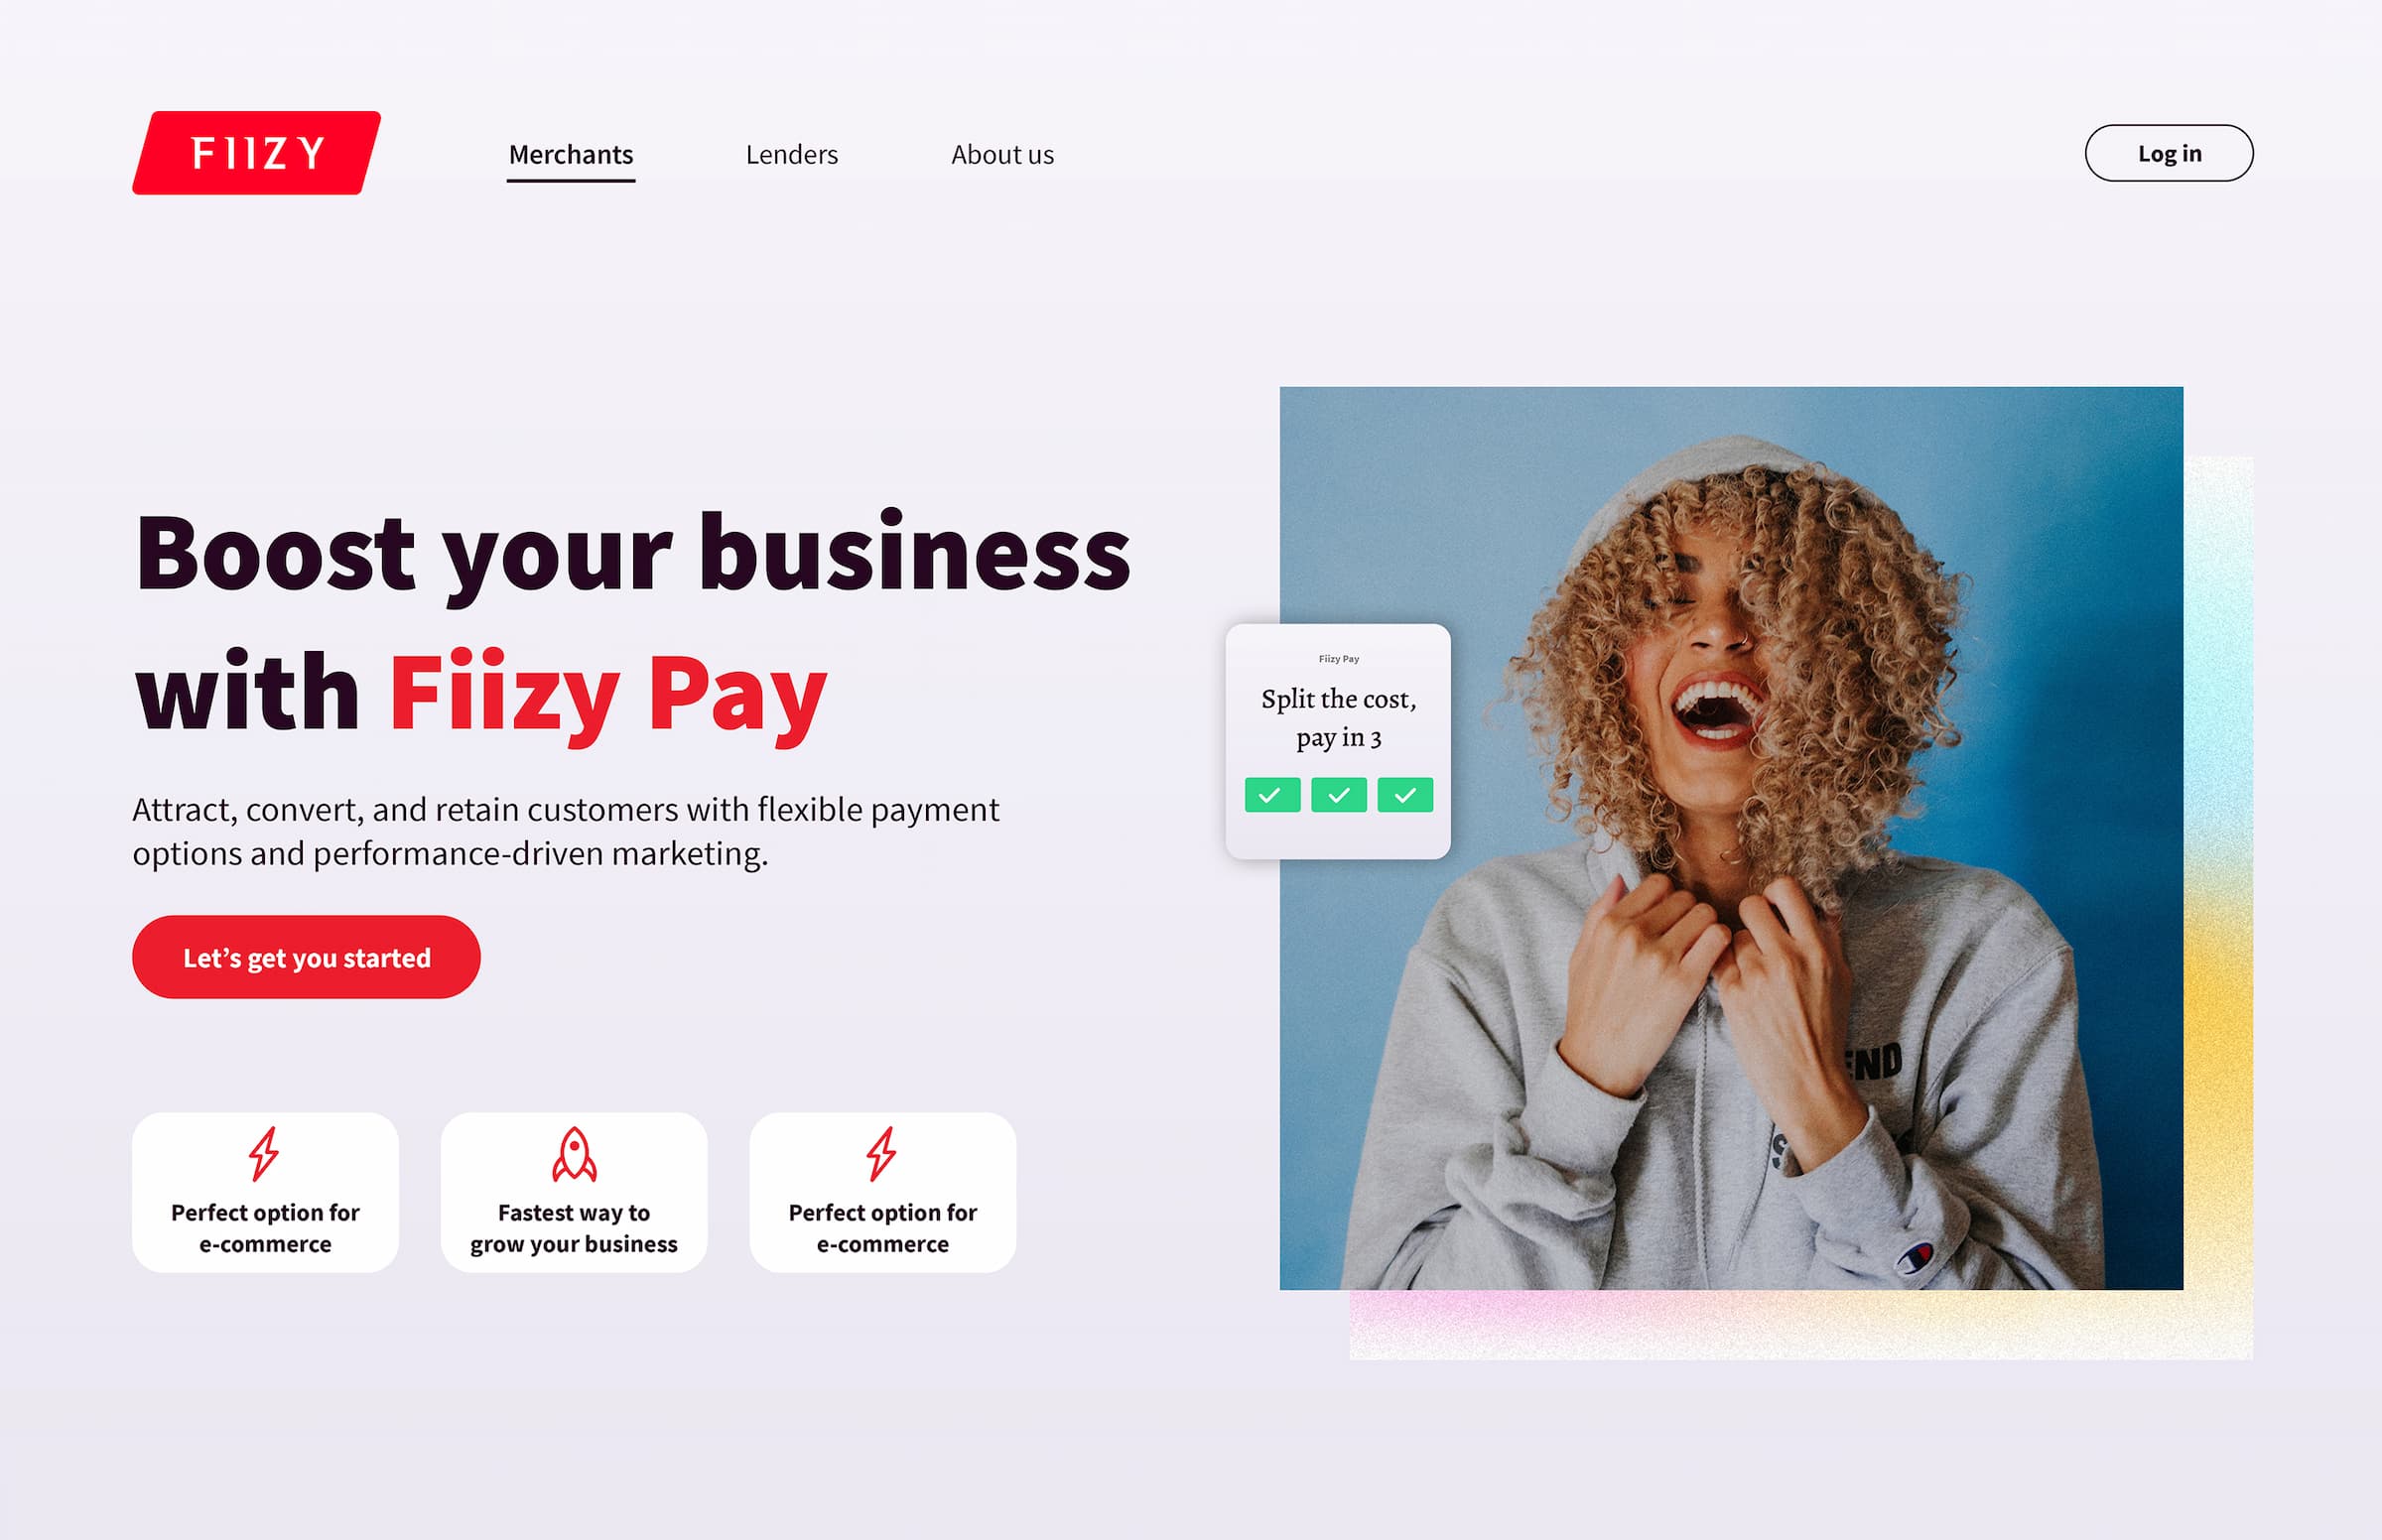 FIIZY
Merchants
Lenders
About us
Log in
Boost your business
with Fiizy Pay
Attract, convert, and retain customers with flexible payment
options and performance-driven marketing.
Let’s get you started
Perfect option for
e-commerce
Fastest way to
grow your business
Perfect option for
e-commerce
Fiizy Pay
Split the cost,
pay in 3
END
S